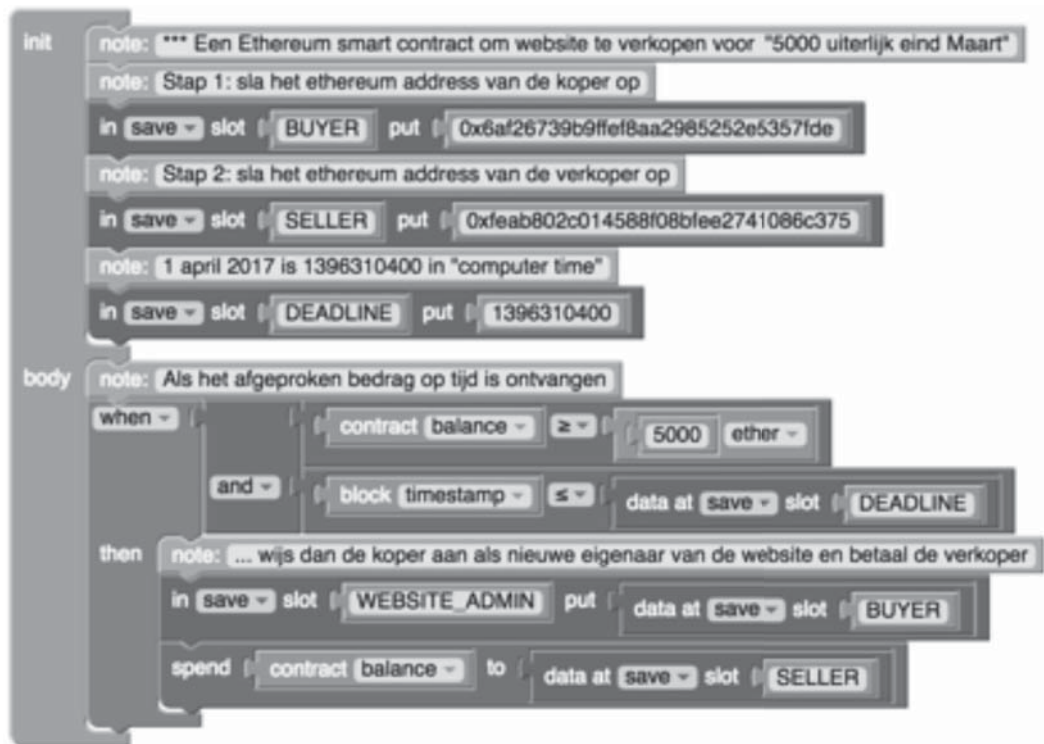 init note: *** Een Ethereum smart contract om website te verkopen voor "5000 uiterlijk eind Maart"
note: Stap 1: sla het ethereum address van de koper op
in save slot BUYER put 0x6af26739b9ffef8aa2985252e5357fde
note: Stap 2: sla het ethereum address van de verkoper op
in save slot SELLER put 0xfeab802c014588f08bfee2741086c375
note: 1 april 2017 is 1396310400 in "computer time"
in save slot DEADLINE put 1396310400
body note: Als het afgeproken bedrag op tijd is ontvangen
when contract balance ≥ 5000 ether
and block timestamp ≤ data at save slot DEADLINE
then note: ... wijs dan de koper aan als nieuwe eigenaar van de website en betaal de verkoper
in save slot WEBSITE_ADMIN put data at save slot BUYER
spend contract balance to data at save slot SELLER